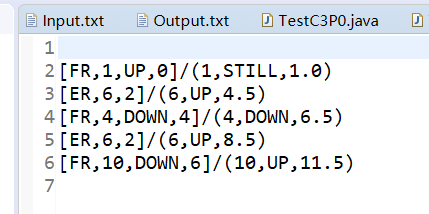 Input.txt Output.txt TestC3P0.java
1
2 [FR,1,UP,0]/(1,STILL,1.0)
3 [ER,6,2]/(6,UP,4.5)
4 [FR,4,DOWN,4]/(4,DOWN,6.5)
5 [ER,6,2]/(6,UP,8.5)
6 [FR,10,DOWN,6]/(10,UP,11.5)
7